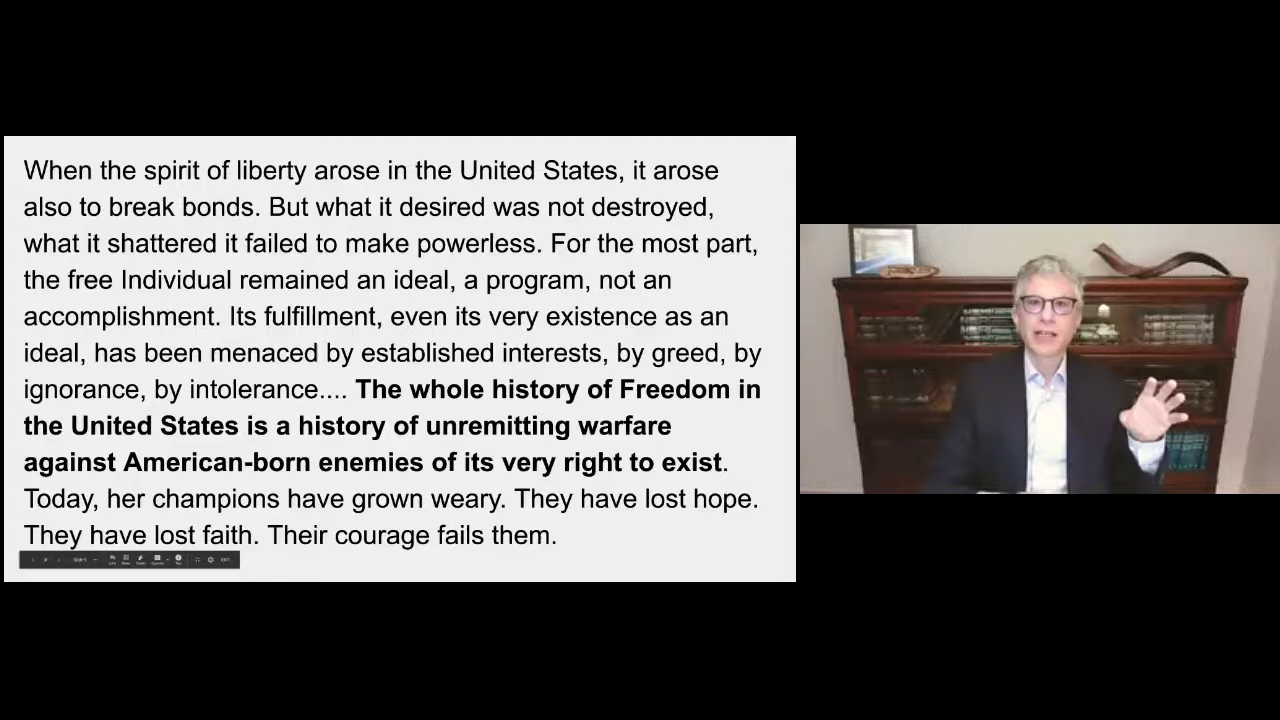 When the spirit of liberty arose in the United States, it arose
also to break bonds. But what it desired was not destroyed,
what it shattered it failed to make powerless. For the most part,
the free Individual remained an ideal, a program, not an
accomplishment. Its fulfillment, even its very existence as an
ideal, has been menaced by established interests, by greed, by
ignorance, by intolerance.... The whole history of Freedom in
the United States is a history of unremitting warfare
against American-born enemies of its very right to exist.
Today, her champions have grown weary. They have lost hope.
They have lost faith. Their courage fails them.